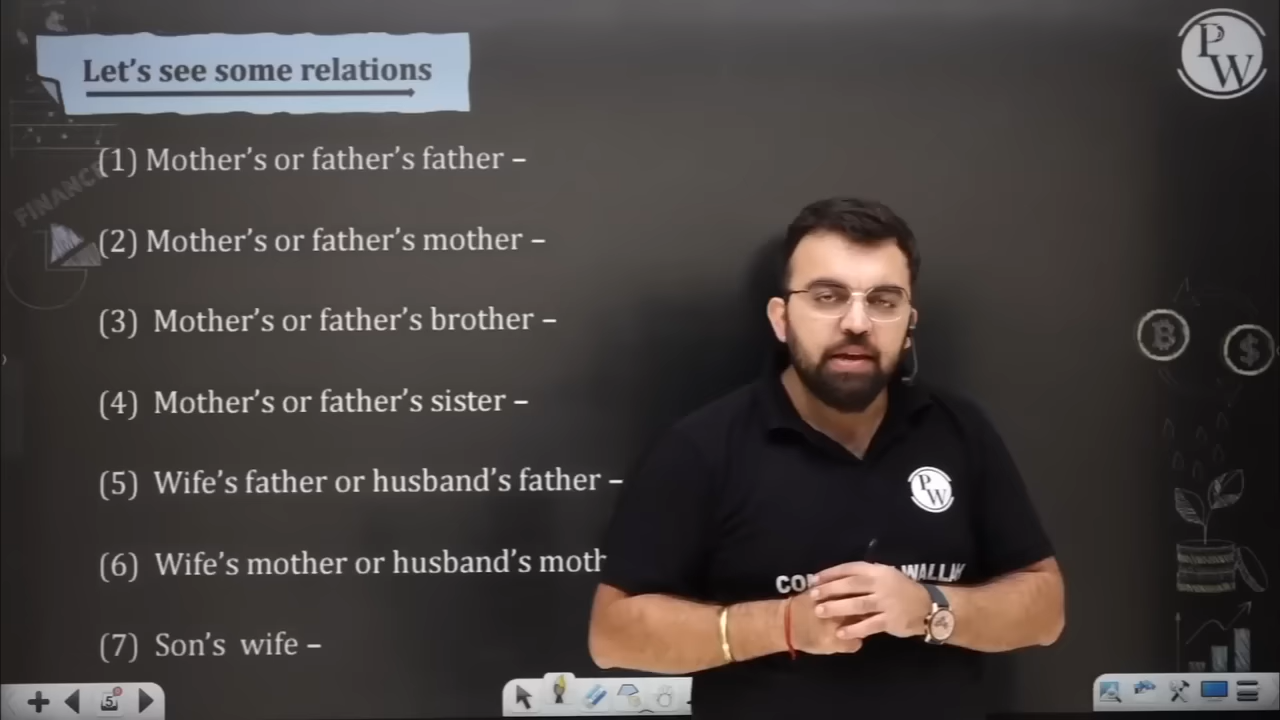 Let's see some relations
PW
(1) Mother's or father's father –
FINANCE
(2) Mother's or father's mother –
(3) Mother's or father's brother –
(4) Mother's or father's sister –
(5) Wife's father or husband's father –
PW
(6) Wife's mother or husband's moth
WALLAH
(7) Son's wife –
5